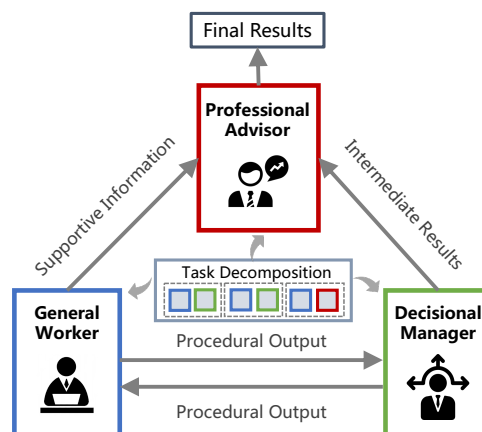 Final Results
Professional
Advisor
Supportive Information
Intermediate Results
Task Decomposition
General
Worker
Decisional
Manager
Procedural Output
Procedural Output